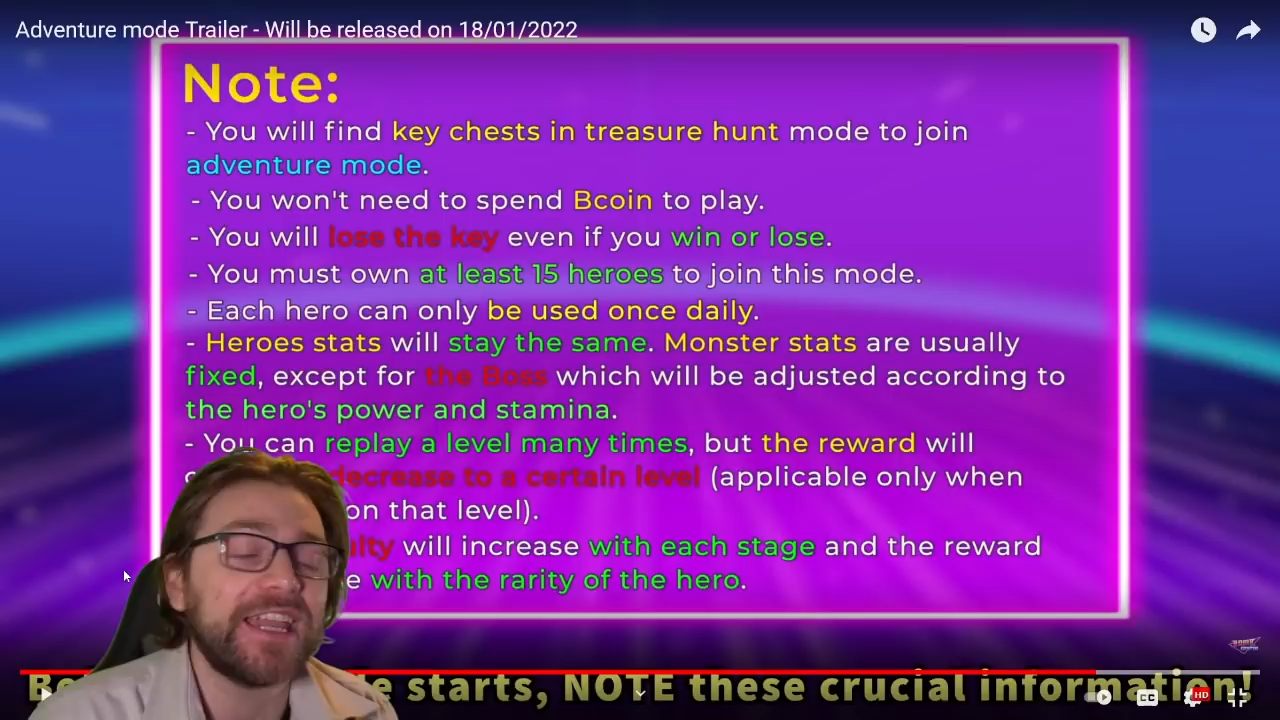 Adventure mode Trailer - Will be released on 18/01/2022
Note:
- You will find key chests in treasure hunt mode to join
adventure mode.
- You won't need to spend Bcoin to play.
- You will lose the key even if you win or lose.
- You must own at least 15 heroes to join this mode.
- Each hero can only be used once daily.
- Heroes stats will stay the same. Monster stats are usually
fixed, except for the Boss which will be adjusted according to
the hero's power and stamina.
- You can replay a level many times, but the reward will
decrease to a certain level (applicable only when
on that level).
will increase with each stage and the reward
with the rarity of the hero.
starts, NOTE these crucial information!
CC
HD